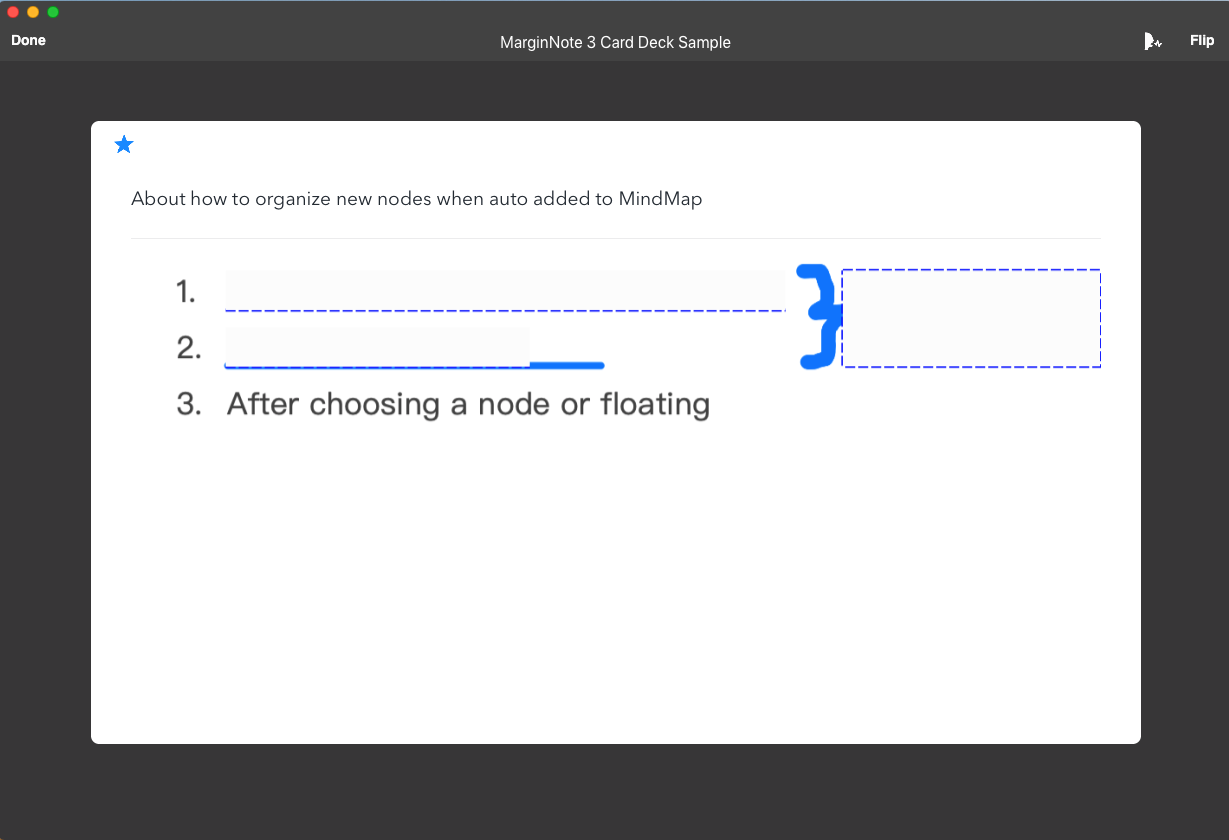 Done
MarginNote 3 Card Deck Sample
Flip
About how to organize new nodes when auto added to MindMap
1.
2.
3. After choosing a node or floating